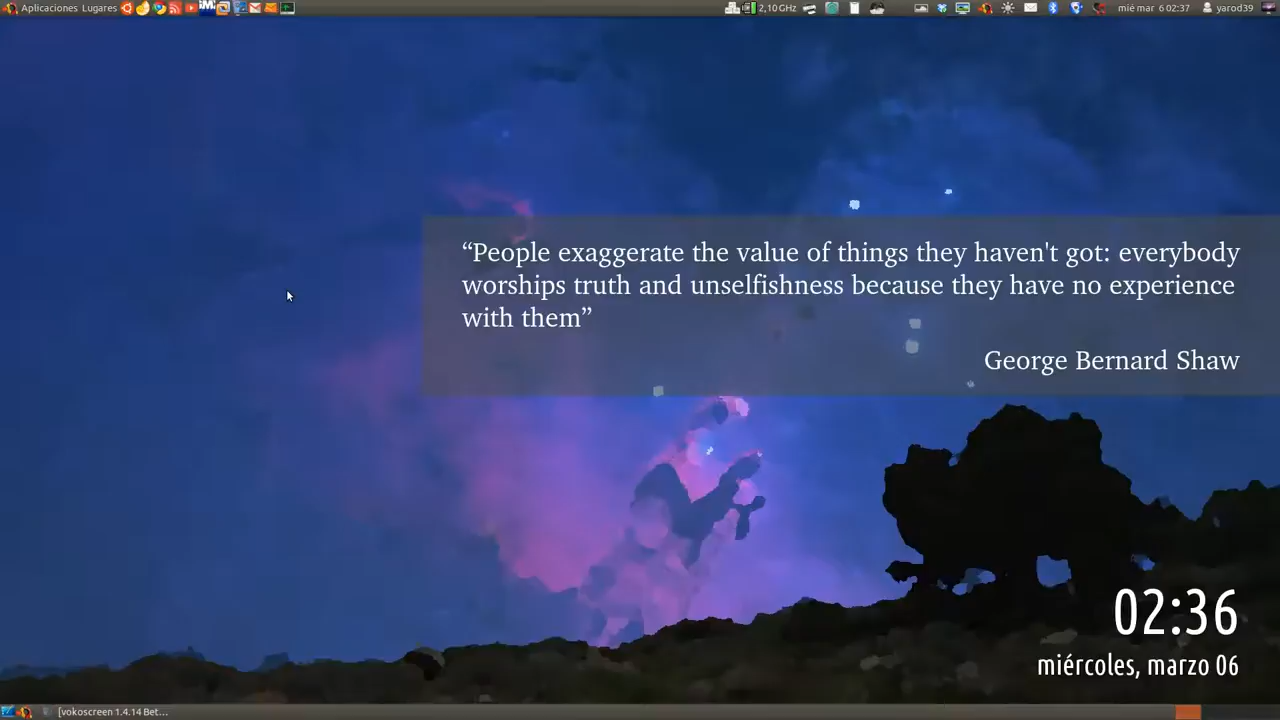 Aplicaciones Lugares
2,10 GHz
mié mar 6 02:37
yarod39
“People exaggerate the value of things they haven't got: everybody
worships truth and unselfishness because they have no experience
with them”
George Bernard Shaw
02:36
miércoles, marzo 06
[vokoscreen 1.4.14 Bet...